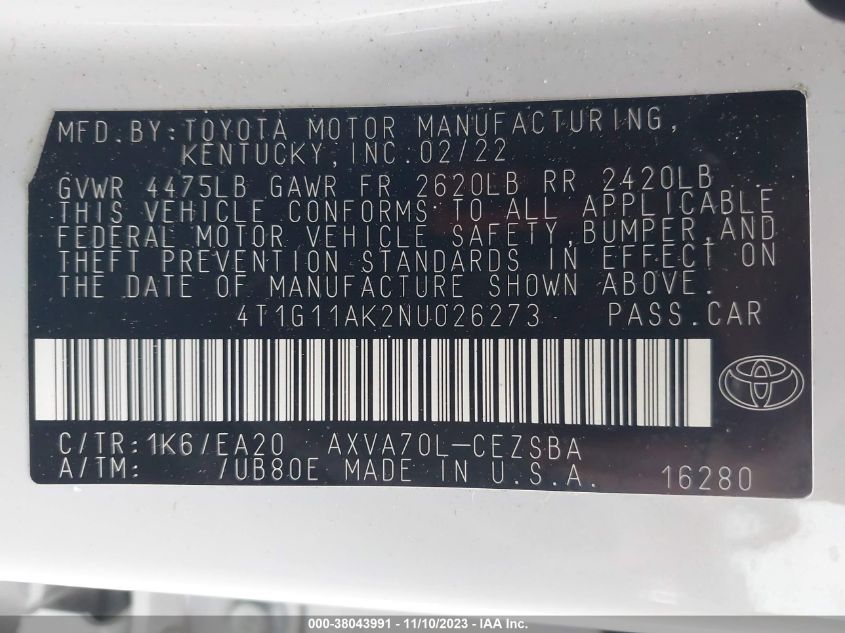 MFD. BY: TOYOTA MOTOR MANUFACTURING,
KENTUCKY, INC. 02/22
GVWR 4475LB GAWR FR 2620LB RR 2420LB
THIS VEHICLE CONFORMS TO ALL APPLICABLE
FEDERAL MOTOR VEHICLE SAFETY, BUMPER, AND
THEFT PREVENTION STANDARDS IN EFFECT ON
THE DATE OF MANUFACTURE SHOWN ABOVE.
4T1G11AK2NU026273 PASS. CAR
C/TR: 1K6/EA20 AXVA70L-CEZSBA
A/TM: /UB80E MADE IN U.S.A. 16280
000-38043991 - 11/10/2023 - IAA Inc.